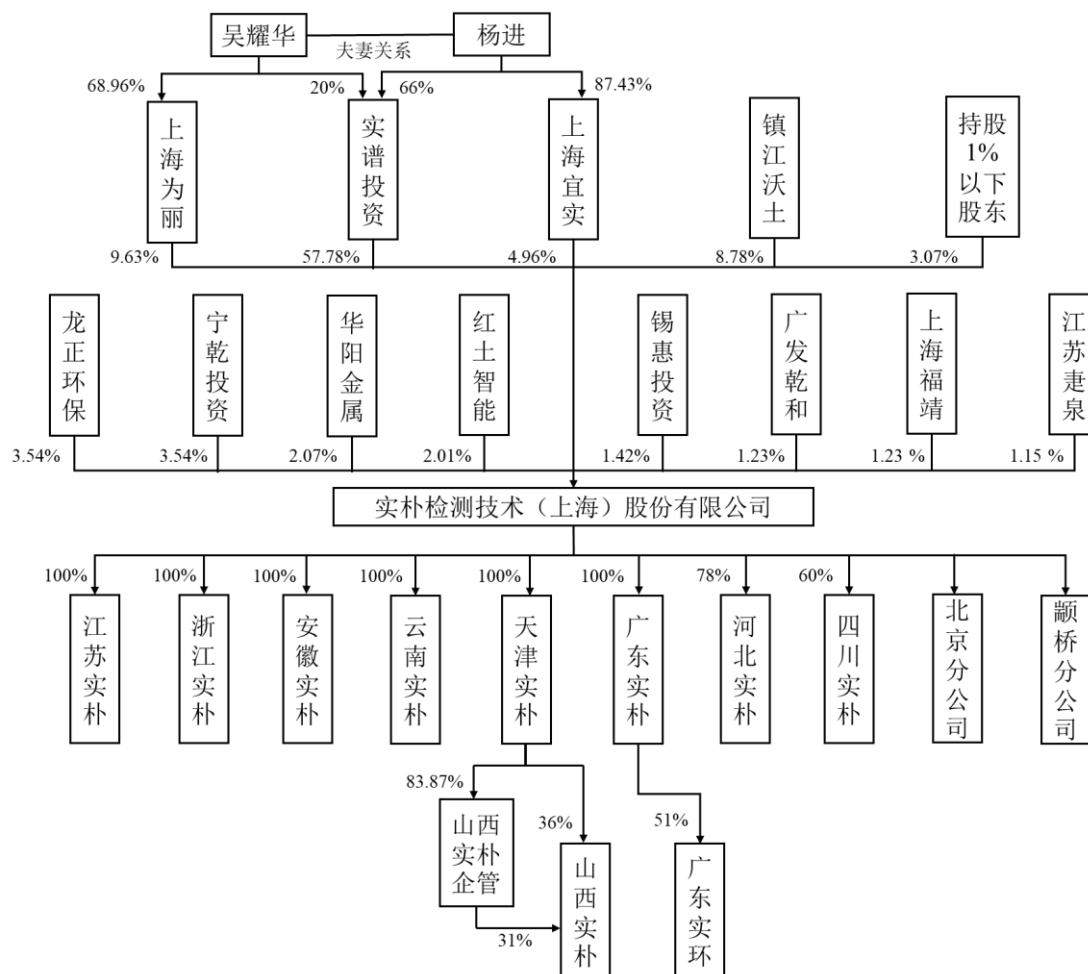 吴耀华
杨进
夫妻关系
68.96%
20%
66%
87.43%
上海为丽
实谱投资
上海宜实
镇江沃土
持股
1%
以下
股东
9.63%
57.78%
4.96%
8.78%
3.07%
龙正环保
宁乾投资
华阳金属
红土智能
锡惠投资
广发乾和
上海福靖
江苏疌泉
3.54%
3.54%
2.07%
2.01%
1.42%
1.23%
1.23 %
1.15 %
实朴检测技术（上海）股份有限公司
100%
100%
100%
100%
100%
100%
78%
60%
江苏实朴
浙江实朴
安徽实朴
云南实朴
天津实朴
广东实朴
河北实朴
四川实朴
北京分公司
颛桥分公司
83.87%
36%
51%
山西
实朴
企管
山西实朴
广东实环
31%